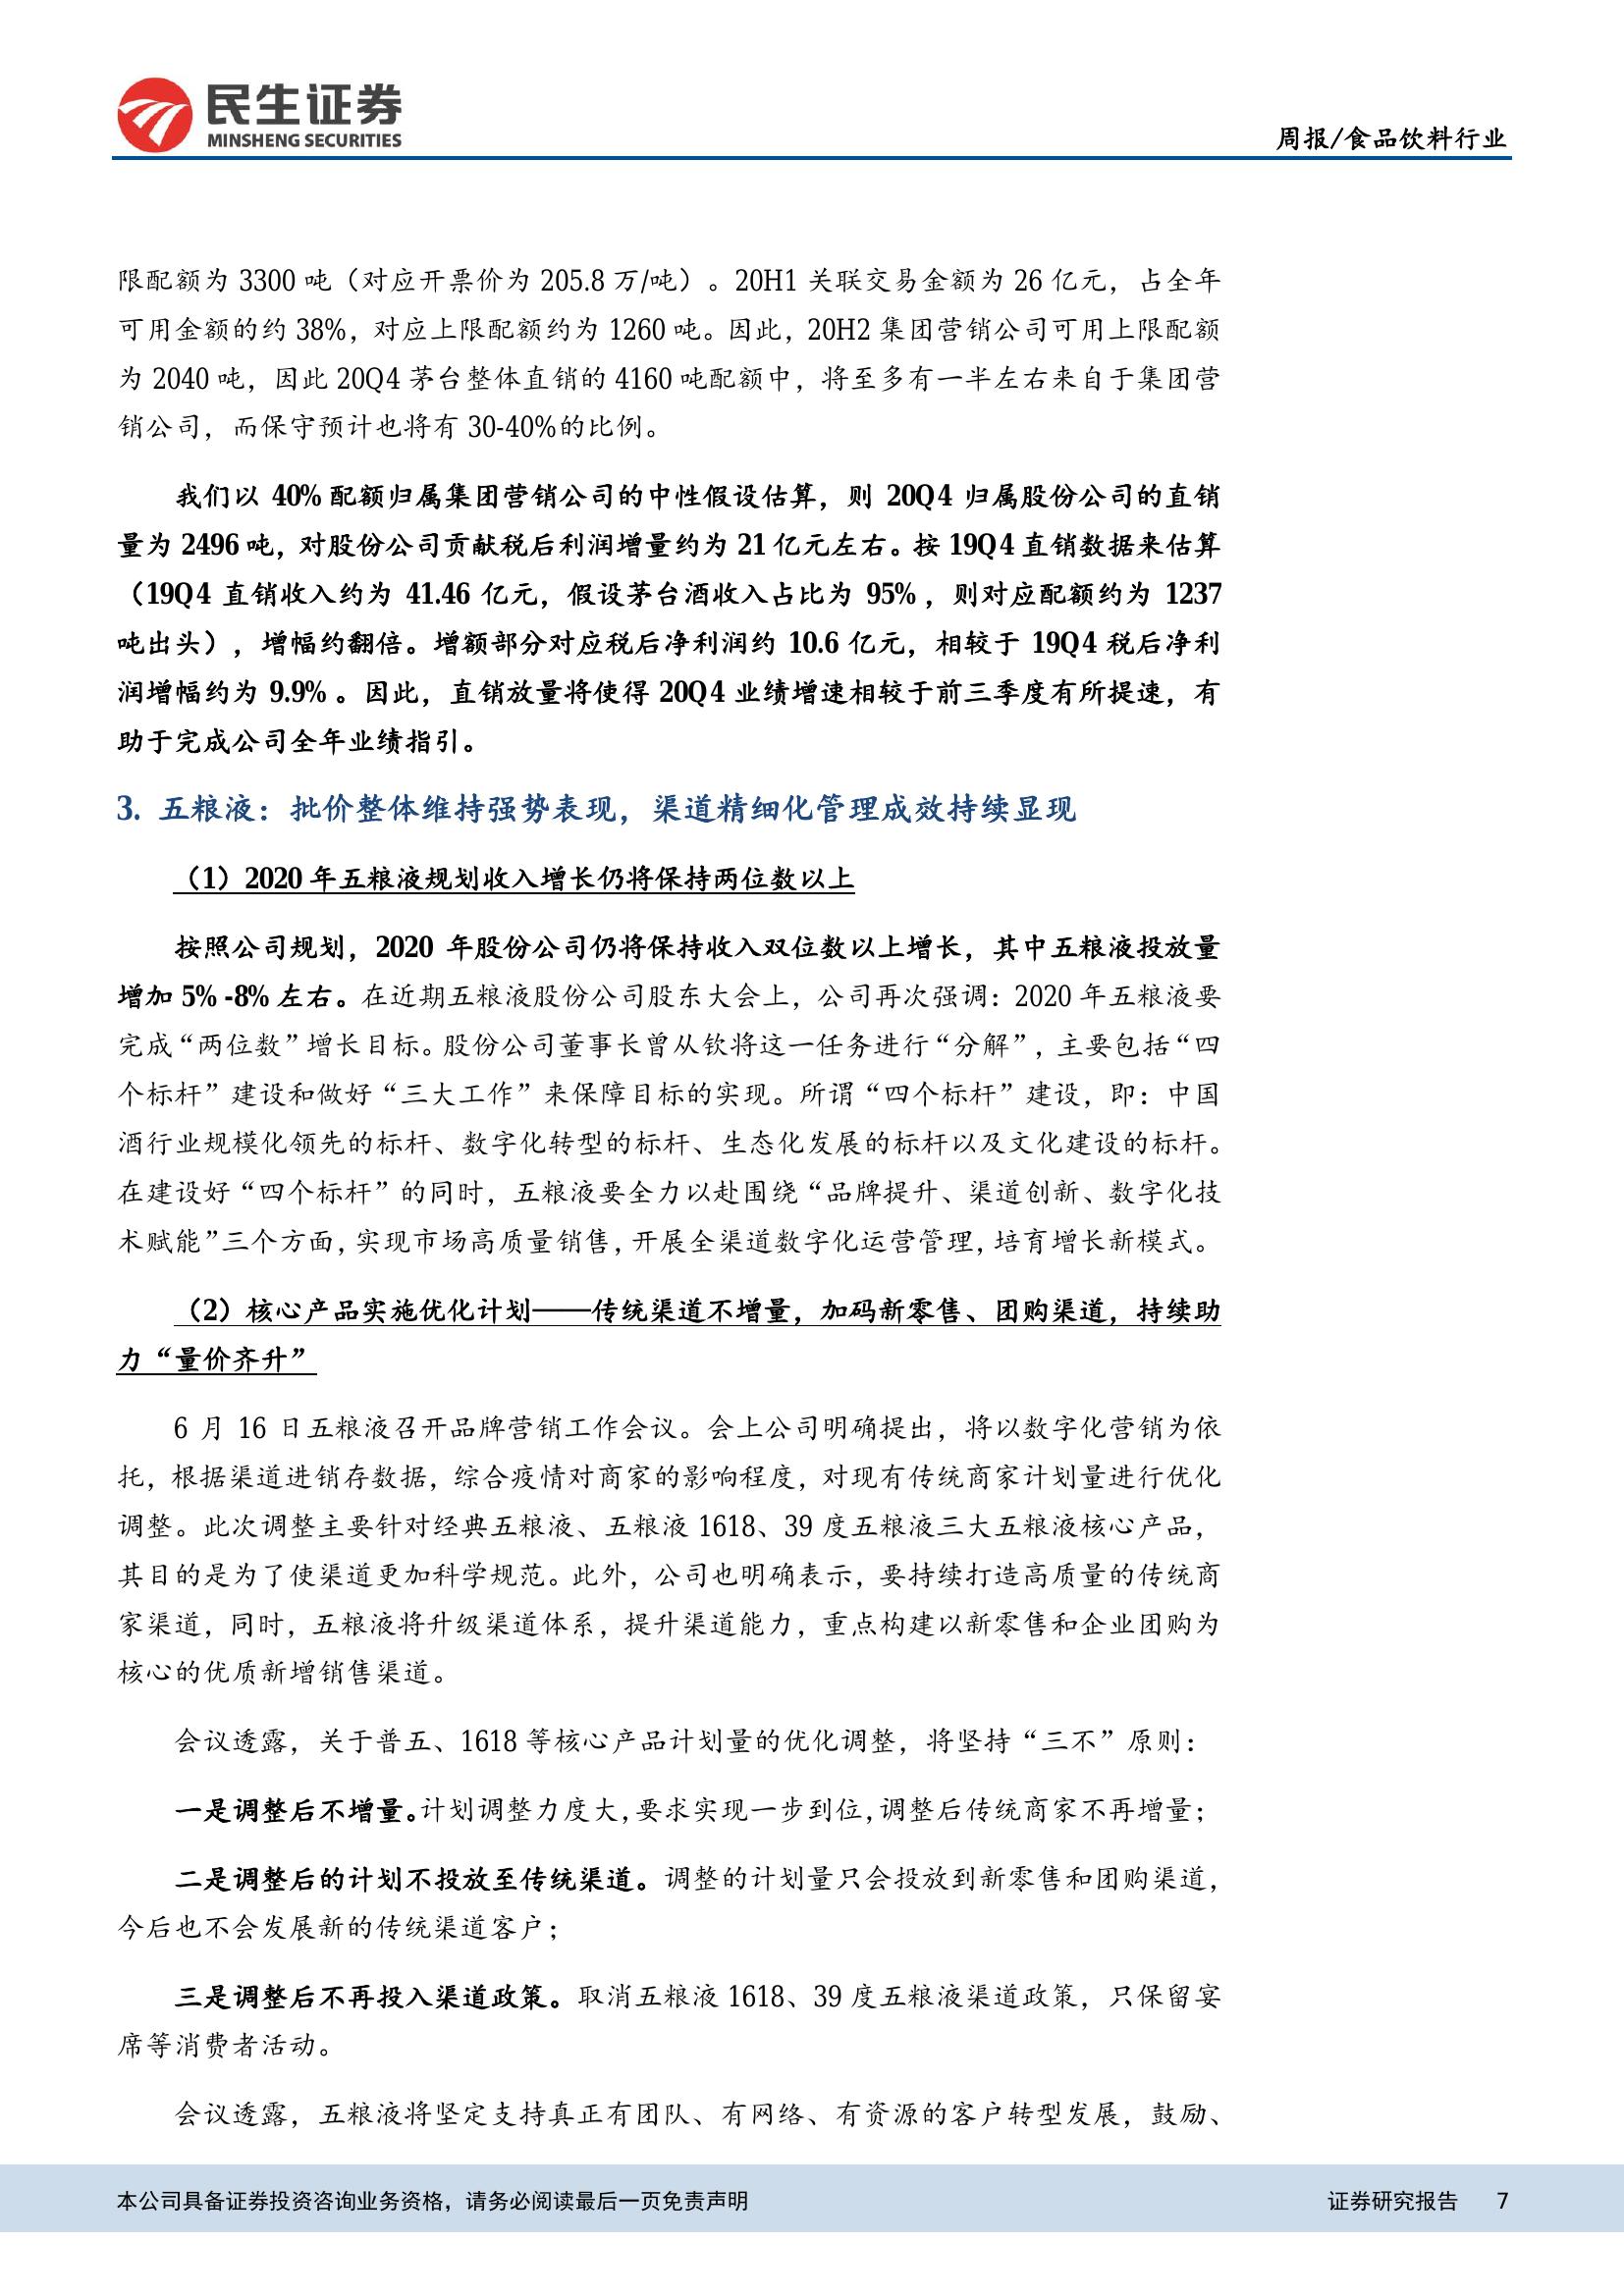 民生证券
MINSHENG SECURITIES
周报/食品饮料行业
限配额为 3300 吨（对应开票价为 205.8 万/吨）。20H1 关联交易金额为 26 亿元，占全年
可用金额的约 38%，对应上限配额约为 1260 吨。因此，20H2 集团营销公司可用上限配额
为 2040 吨，因此 20Q4 茅台整体直销的 4160 吨配额中，将至多有一半左右来自于集团营
销公司，而保守预计也将有 30-40%的比例。
我们以 40%配额归属集团营销公司的中性假设估算，则 20Q4 归属股份公司的直销
量为 2496 吨，对股份公司贡献税后利润增量约为 21 亿元左右。按 19Q4 直销数据来估算
（19Q4 直销收入约为 41.46 亿元，假设茅台酒收入占比为 95%，则对应配额约为 1237
吨出头），增幅约翻倍。增额部分对应税后净利润约 10.6 亿元，相较于 19Q4 税后净利
润增幅约为 9.9%。因此，直销放量将使得 20Q4 业绩增速相较于前三季度有所提速，有
助于完成公司全年业绩指引。
3. 五粮液：批价整体维持强势表现，渠道精细化管理成效持续显现
（1）2020 年五粮液规划收入增长仍将保持两位数以上
按照公司规划，2020 年股份公司仍将保持收入双位数以上增长，其中五粮液投放量
增加 5%-8%左右。在近期五粮液股份公司股东大会上，公司再次强调：2020 年五粮液要
完成“两位数”增长目标。股份公司董事长曾从钦将这一任务进行“分解”，主要包括“四
个标杆”建设和做好“三大工作”来保障目标的实现。所谓“四个标杆”建设，即：中国
酒行业规模化领先的标杆、数字化转型的标杆、生态化发展的标杆以及文化建设的标杆。
在建设好“四个标杆”的同时，五粮液要全力以赴围绕“品牌提升、渠道创新、数字化技
术赋能”三个方面，实现市场高质量销售，开展全渠道数字化运营管理，培育增长新模式。
（2）核心产品实施优化计划——传统渠道不增量，加码新零售、团购渠道，持续助
力“量价齐升”
6 月 16 日五粮液召开品牌营销工作会议。会上公司明确提出，将以数字化营销为依
托，根据渠道进销存数据，综合疫情对商家的影响程度，对现有传统商家计划量进行优化
调整。此次调整主要针对经典五粮液、五粮液 1618、39 度五粮液三大五粮液核心产品，
其目的是为了使渠道更加科学规范。此外，公司也明确表示，要持续打造高质量的传统商
家渠道，同时，五粮液将升级渠道体系，提升渠道能力，重点构建以新零售和企业团购为
核心的优质新增销售渠道。
会议透露，关于普五、1618 等核心产品计划量的优化调整，将坚持“三不”原则：
一是调整后不增量。计划调整力度大，要求实现一步到位，调整后传统商家不再增量；
二是调整后的计划不投放至传统渠道。调整的计划量只会投放到新零售和团购渠道，
今后也不会发展新的传统渠道客户；
三是调整后不再投入渠道政策。取消五粮液 1618、39 度五粮液渠道政策，只保留宴
席等消费者活动。
会议透露，五粮液将坚定支持真正有团队、有网络、有资源的客户转型发展，鼓励、
本公司具备证券投资咨询业务资格，请务必阅读最后一页免责声明
证券研究报告 7